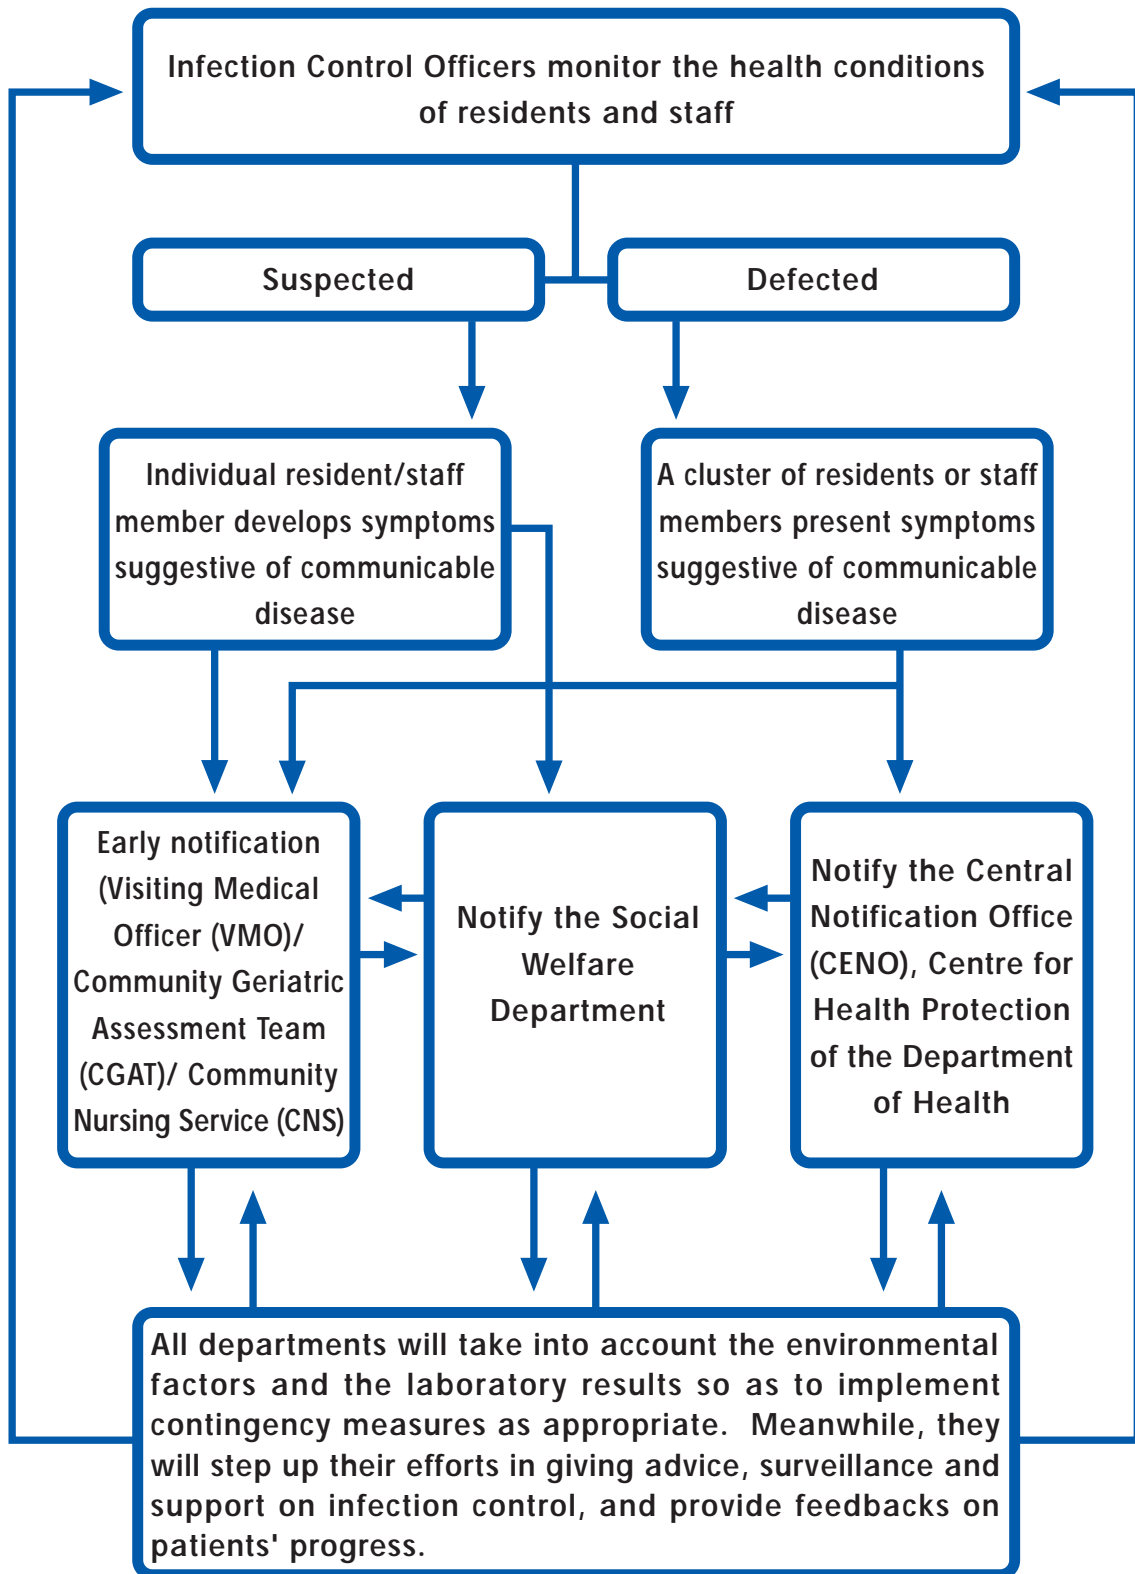 Infection Control Officers monitor the health conditions
of residents and staff
Suspected
Defected
Individual resident/staff
member develops symptoms
suggestive of communicable
disease
A cluster of residents or staff
members present symptoms
suggestive of communicable
disease
Early notification
(Visiting Medical
Officer (VMO)/
Community Geriatric
Assessment Team
(CGAT)/ Community
Nursing Service (CNS)
Notify the Social
Welfare
Department
Notify the Central
Notification Office
(CENO), Centre for
Health Protection
of the Department
of Health
All departments will take into account the environmental
factors and the laboratory results so as to implement
contingency measures as appropriate.  Meanwhile, they
will step up their efforts in giving advice, surveillance and
support on infection control, and provide feedbacks on
patients' progress.